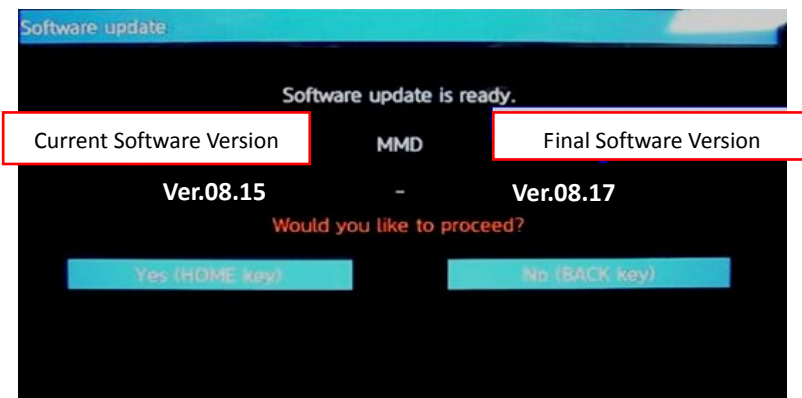 Software update
Software update is ready.
Current Software Version MMD Final Software Version
Ver.08.15 - Ver.08.17
Would you like to proceed?
Yes (HOME key) No (BACK key)